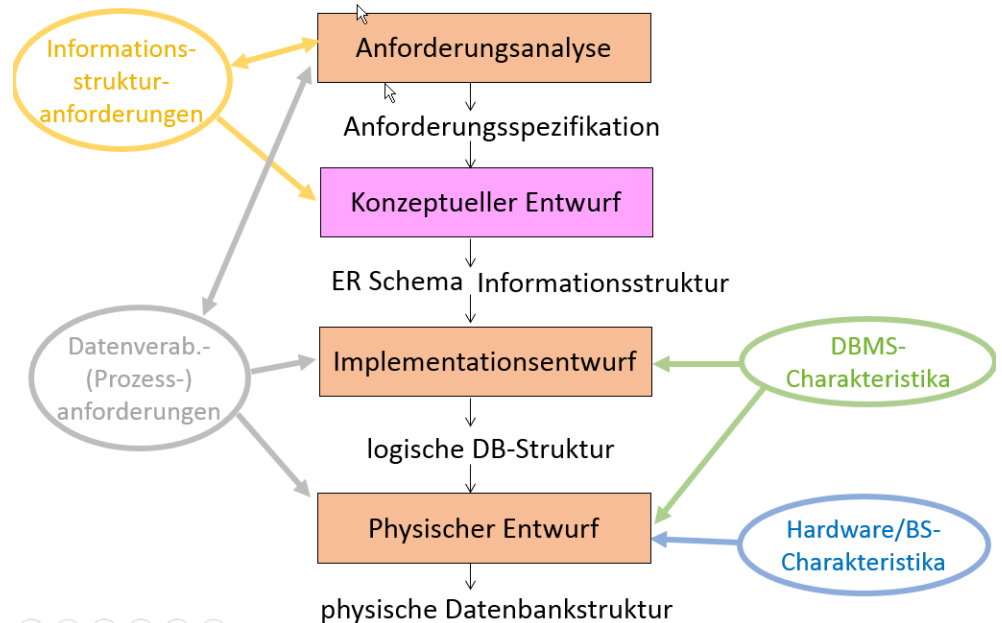 Informations-
struktur-
anforderungen
Anforderungsanalyse
Anforderungsspezifikation
Konzeptueller Entwurf
ER Schema Informationsstruktur
Datenverab.-
(Prozess-)
anforderungen
Implementationsentwurf
DBMS-
Charakteristika
logische DB-Struktur
Physischer Entwurf
Hardware/BS-
Charakteristika
physische Datenbankstruktur